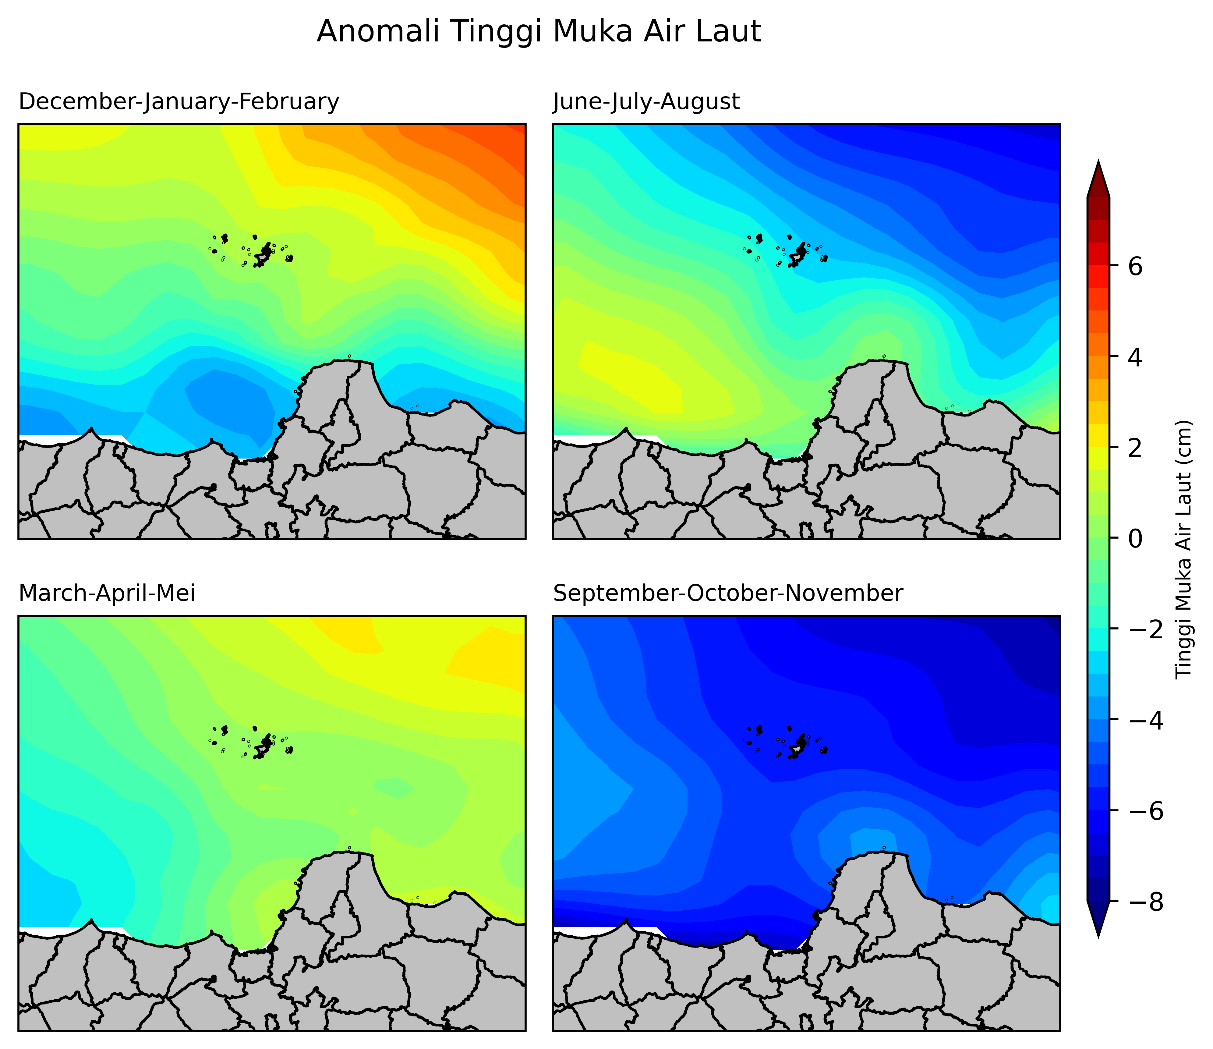 Anomali Tinggi Muka Air Laut
December-January-February
June-July-August
March-April-Mei
September-October-November
6
4
2
0
−2
−4
−6
−8
Tinggi Muka Air Laut (cm)